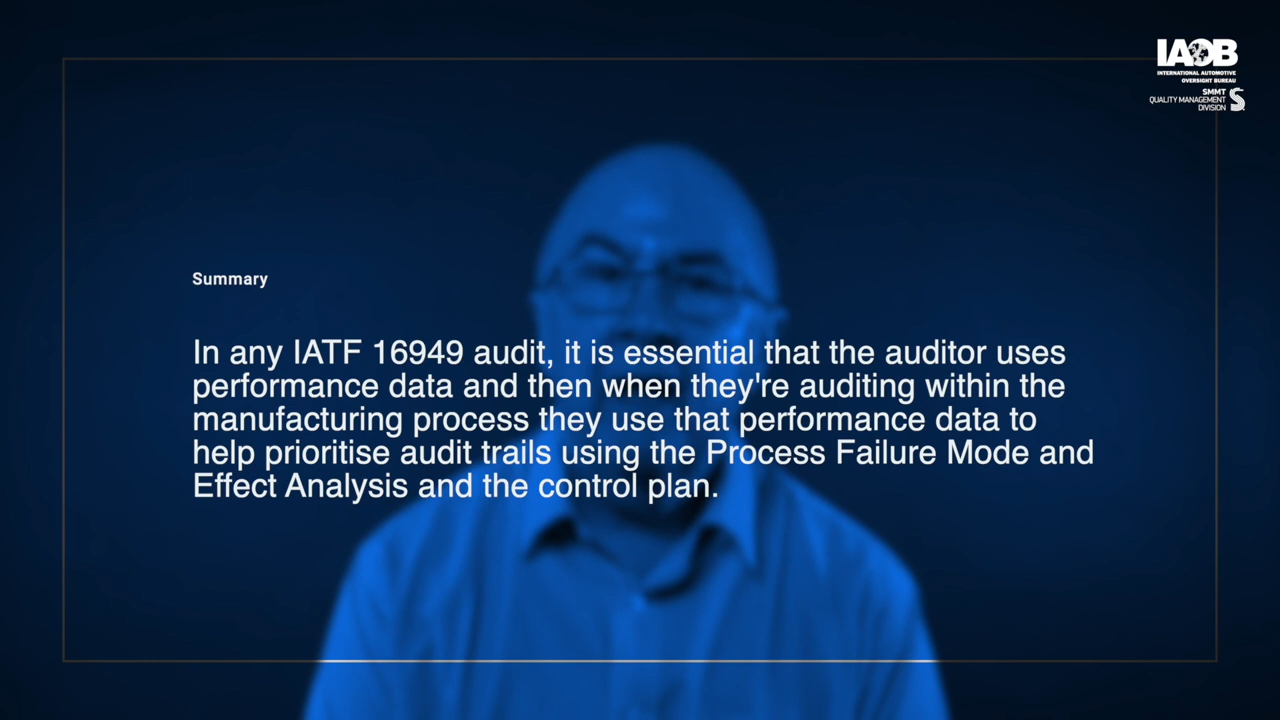 IAOB
INTERNATIONAL AUTOMOTIVE
OVERSIGHT BUREAU
SMMT
QUALITY MANAGEMENT
DIVISION
Summary
In any IATF 16949 audit, it is essential that the auditor uses
performance data and then when they're auditing within the
manufacturing process they use that performance data to
help prioritise audit trails using the Process Failure Mode and
Effect Analysis and the control plan.